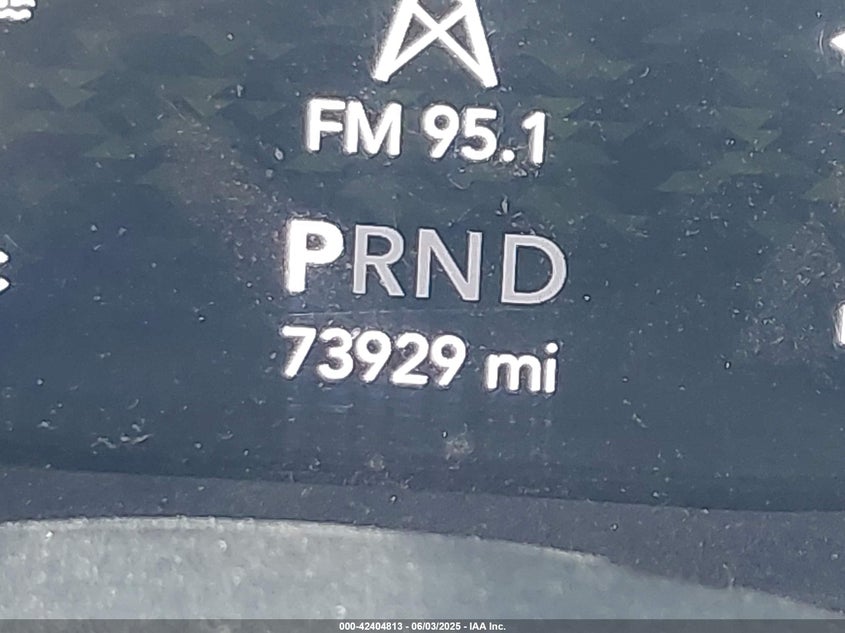 FM 95.1
PRND
73929 mi
000-42404813 - 06/03/2025 - IAA Inc.